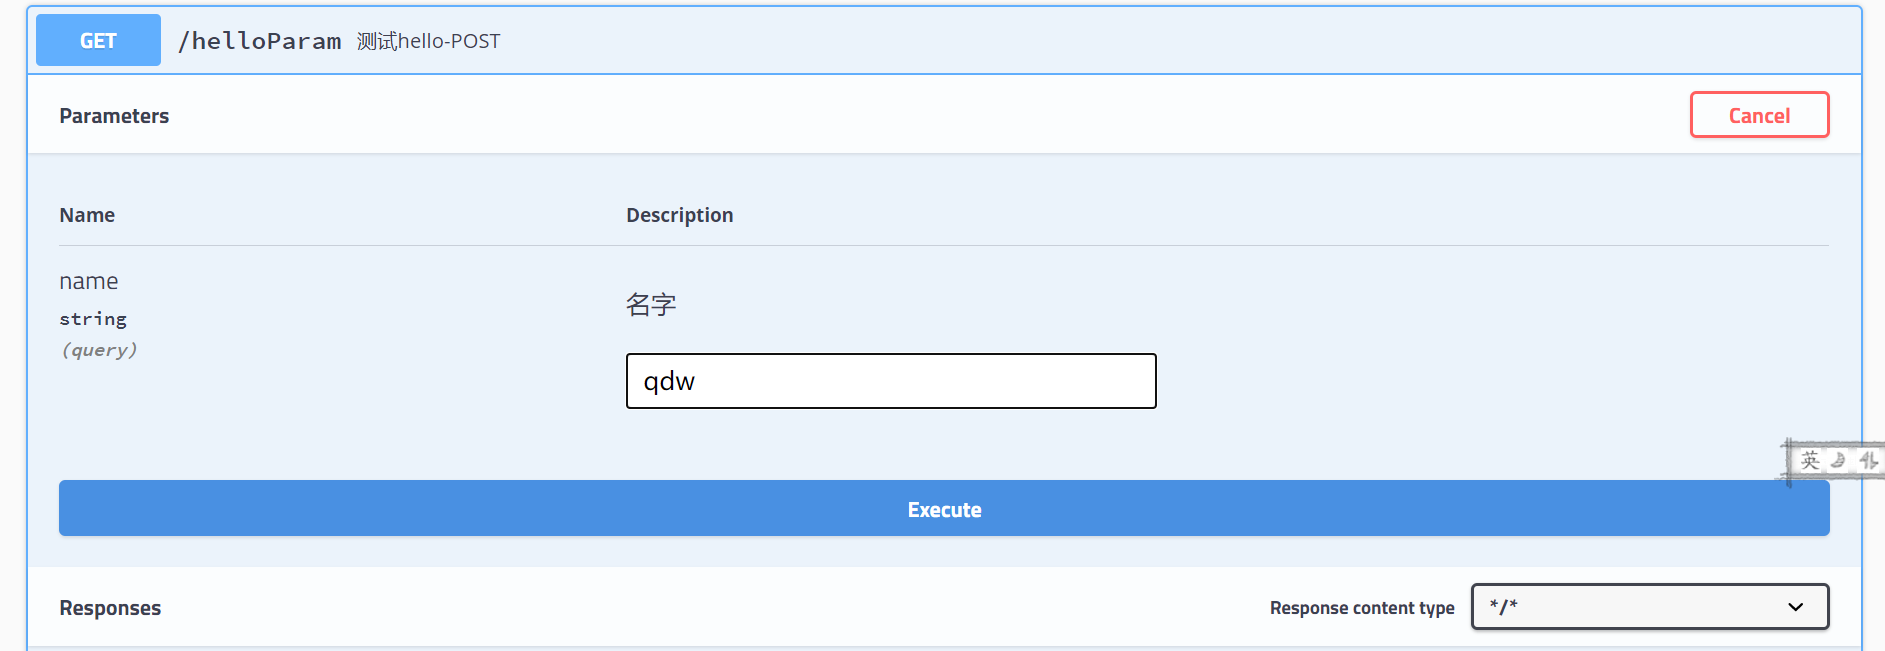 GET /helloParam 测试hello-POST
Parameters Cancel
Name Description
name
名字
string
(query)
qdw
英
Execute
Responses Response content type */*